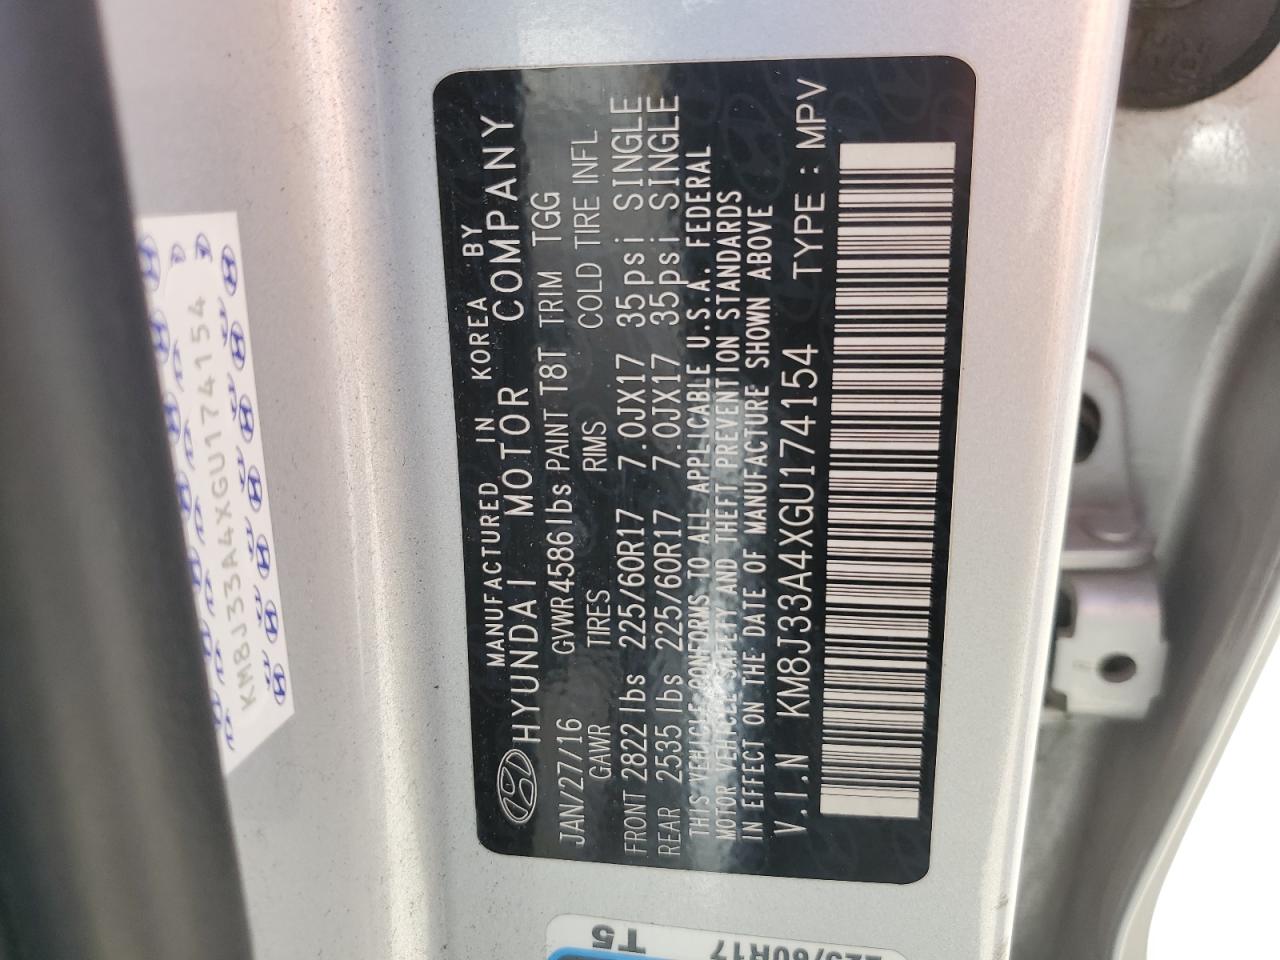 MANUFACTURED IN KOREA BY
HYUNDAI MOTOR COMPANY
JAN/27/16 GVWR4586lbs PAINT T8T TRIM TGG
GAWR TIRES RIMS COLD TIRE INFL
FRONT 2822 lbs 225/60R17 7.0JX17 35psi SINGLE
REAR 2535 lbs 225/60R17 7.0JX17 35psi SINGLE
THIS VEHICLE CONFORMS TO ALL APPLICABLE U.S.A. FEDERAL
MOTOR VEHICLE SAFETY AND THEFT PREVENTION STANDARDS
IN EFFECT ON THE DATE OF MANUFACTURE SHOWN ABOVE
V.I.N KM8J33A4XGU174154 TYPE : MPV
KM8J33A4XGU174154
T5
225/60R17